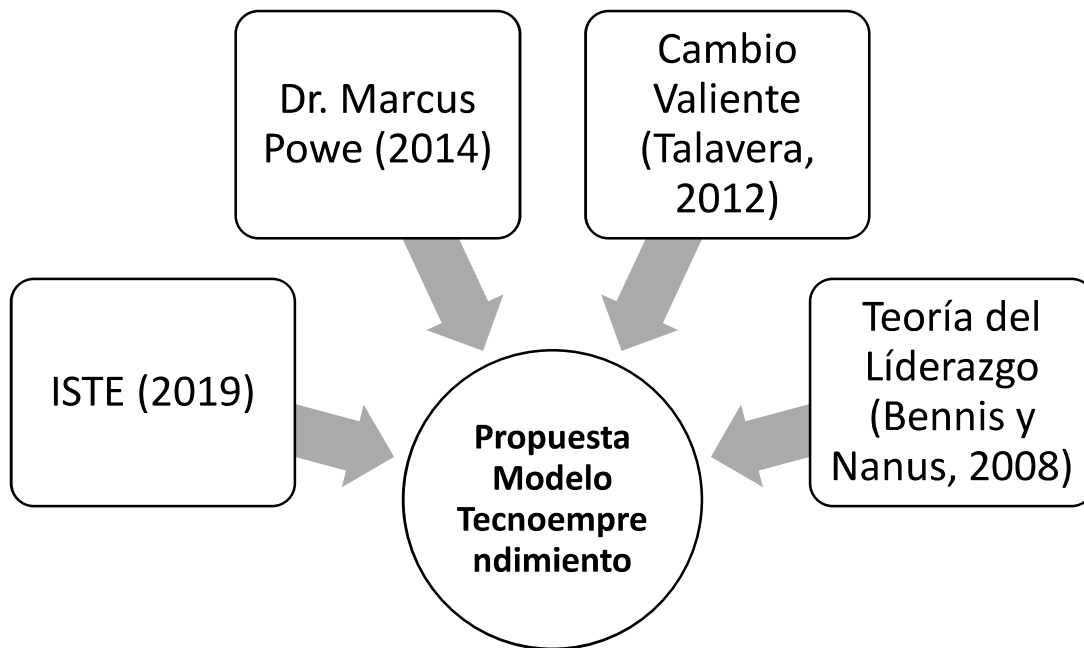 Dr. Marcus
Powe (2014)
Cambio
Valiente
(Talavera,
2012)
ISTE (2019)
Teoría del
Líderazgo
(Bennis y
Nanus, 2008)
Propuesta
Modelo
Tecnoempre
ndimiento